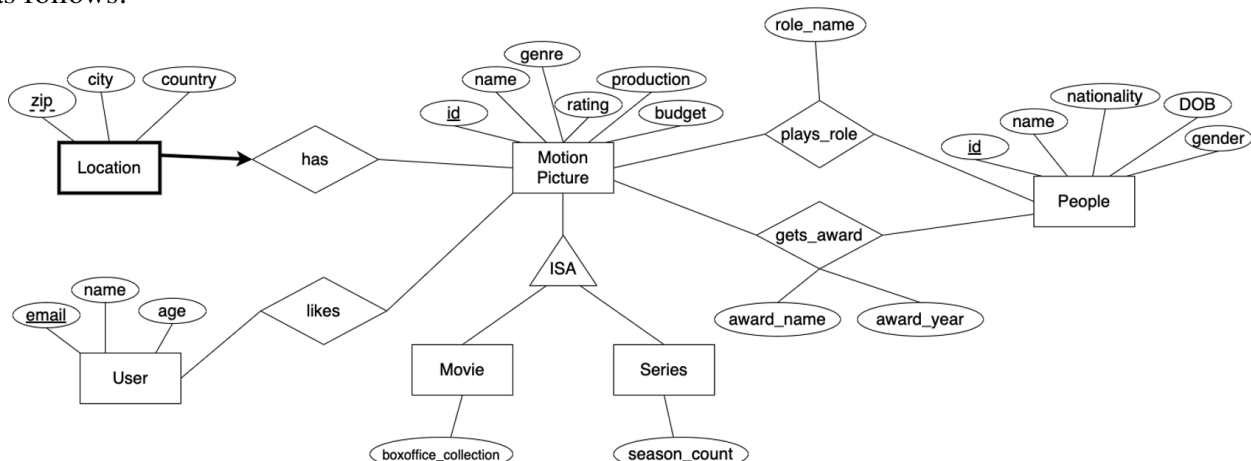 as follows:
role_name
genre
city
country
name
production
nationality
zip
rating
DOB
id
budget
name
plays_role
gender
id
Location
has
Motion
Picture
People
gets_award
ISA
name
email
age
likes
award_name
award_year
User
Movie
Series
boxoffice_collection
season_count